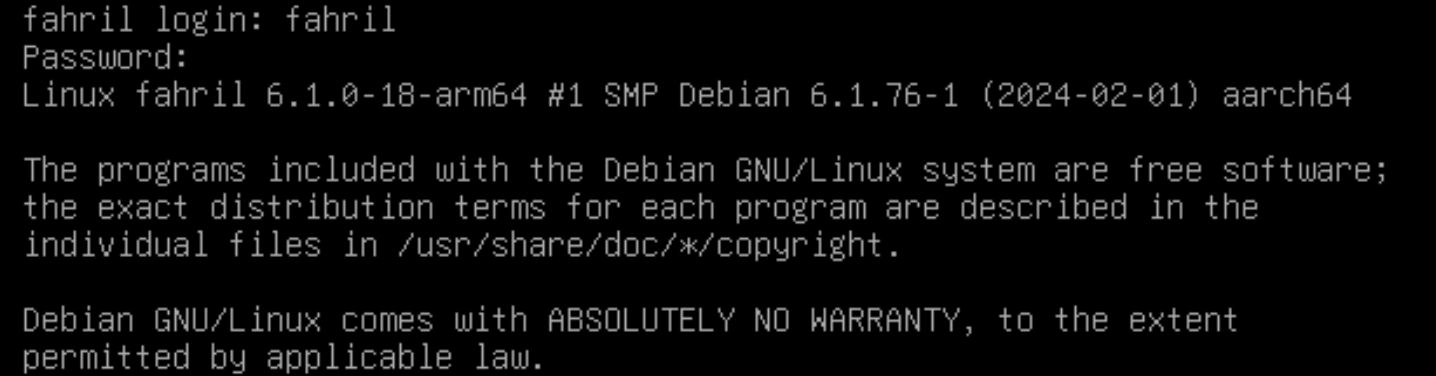 fahril login: fahril
Password:
Linux fahril 6.1.0-18-arm64 #1 SMP Debian 6.1.76-1 (2024-02-01) aarch64
The programs included with the Debian GNU/Linux system are free software;
the exact distribution terms for each program are described in the
individual files in /usr/share/doc/*/copyright.
Debian GNU/Linux comes with ABSOLUTELY NO WARRANTY, to the extent
permitted by applicable law.